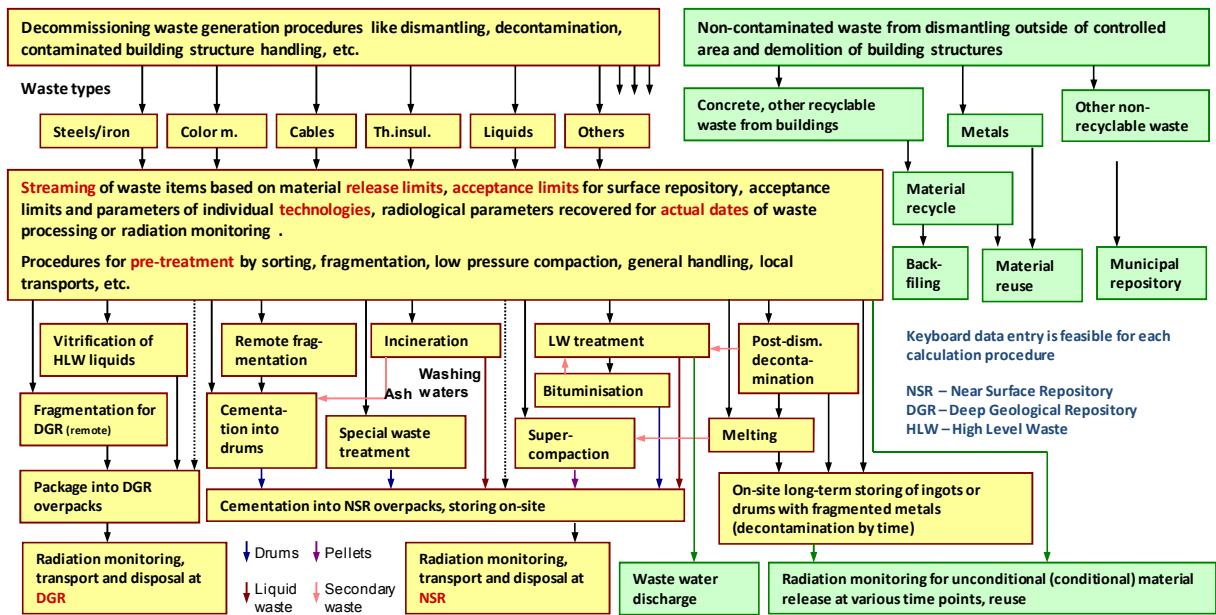 Decommissioning waste generation procedures like dismantling, decontamination,
contaminated building structure handling, etc.
Non-contaminated waste from dismantling outside of controlled
area and demolition of building structures
Waste types
Steels/iron
Color m.
Cables
Th.insul.
Liquids
Others
Concrete, other recyclable
waste from buildings
Metals
Other non-
recyclable waste
Streaming of waste items based on material release limits, acceptance limits for surface repository, acceptance
limits and parameters of individual technologies, radiological parameters recovered for actual dates of waste
processing or radiation monitoring .
Procedures for pre-treatment by sorting, fragmentation, low pressure compaction, general handling, local
transports, etc.
Material
recycle
Back-
filing
Material
reuse
Municipal
repository
Vitrification of
HLW liquids
Remote frag-
mentation
Incineration
LW treatment
Post-dism.
deconta-
mination
Keyboard data entry is feasible for each
calculation procedure
NSR – Near Surface Repository
DGR – Deep Geological Repository
HLW – High Level Waste
Ash
Washing
waters
Bituminisation
Fragmentation for
DGR (remote)
Cementa-
tion into
drums
Special waste
treatment
Super-
compaction
Melting
Package into DGR
overpacks
Cementation into NSR overpacks, storing on-site
On-site long-term storing of ingots or
drums with fragmented metals
(decontamination by time)
Radiation monitoring,
transport and disposal at
DGR
Drums
Pellets
Liquid
waste
Secondary
waste
Radiation monitoring,
transport and disposal at
NSR
Waste water
discharge
Radiation monitoring for unconditional (conditional) material
release at various time points, reuse